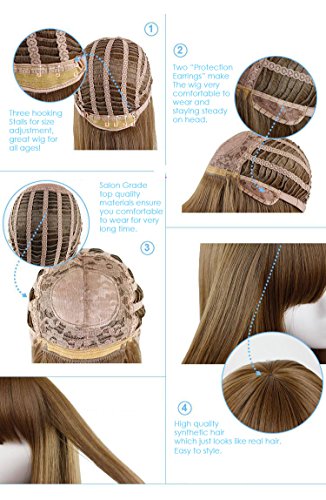 1
Three hooking
Stalls for size
adjustment,
great wig for
all ages!
2
Two "Protection
Earrings" make
The wig very
comfortable to
wear and
staying steady
on head.
Salon Grade
top quality
materials ensure
you comfortable
to wear for very
long time.
3
4
High quality
synthetic hair
which just looks like real hair.
Easy to style.